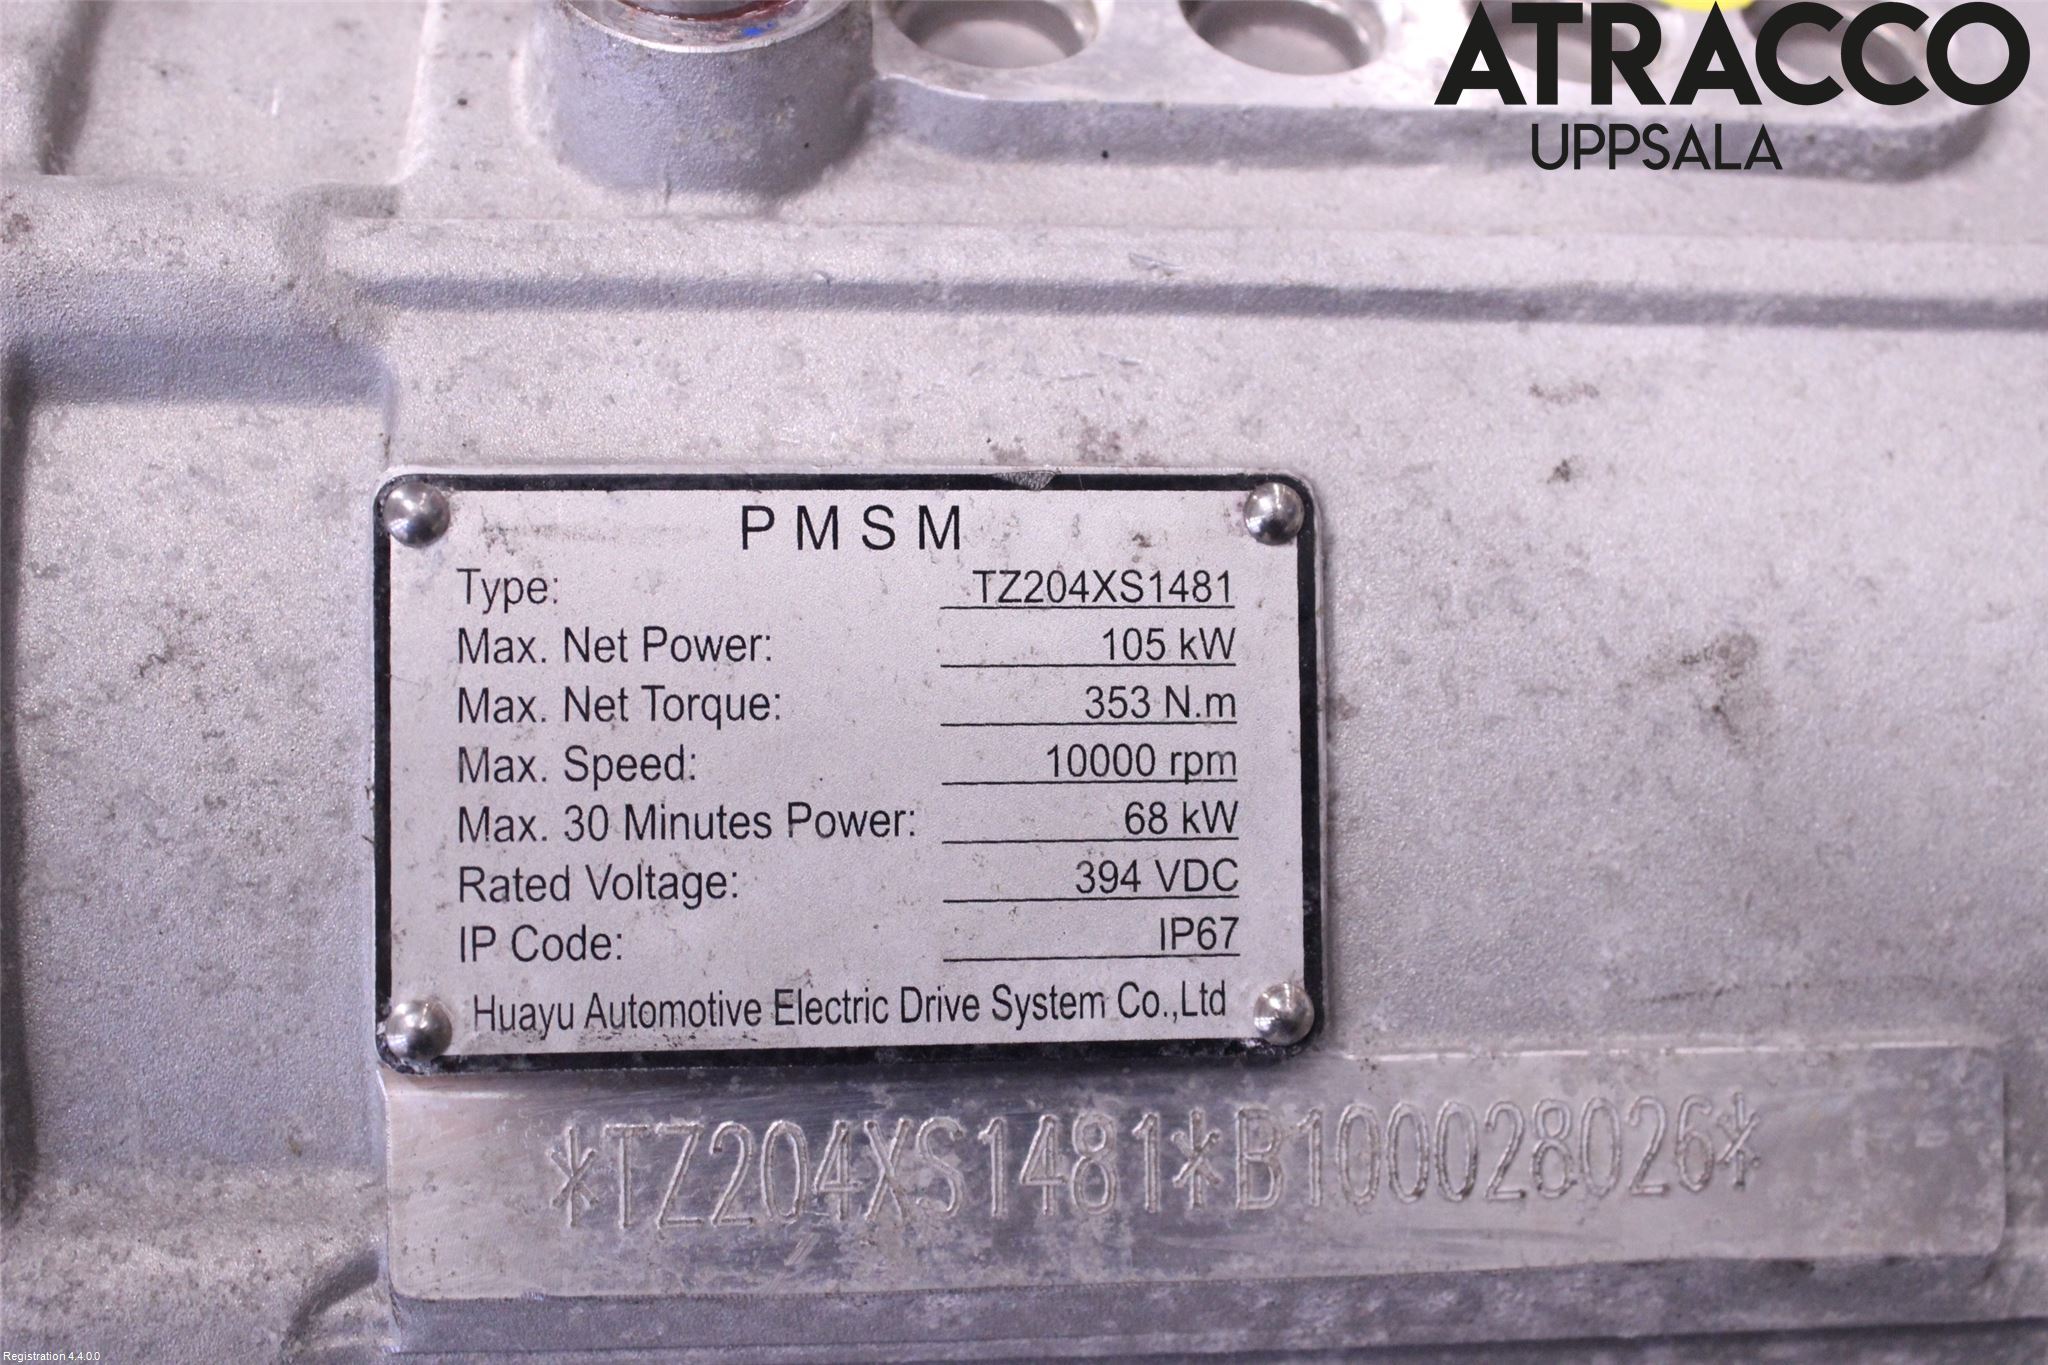 ATRACCO
UPPSALA
PMSM
Type: TZ204XS1481
Max. Net Power: 105 kW
Max. Net Torque: 353 N.m
Max. Speed: 10000 rpm
Max. 30 Minutes Power: 68 kW
Rated Voltage: 394 VDC
IP Code: IP67
Huayu Automotive Electric Drive System Co.,Ltd
*TZ204XS1481*B100028026*
Registration 4.4.0.0